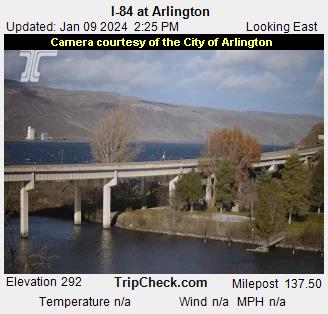 I-84 at Arlington
Updated: Jan 09 2024 2:25 PM Looking East
Camera courtesy of the City of Arlington
Elevation 292 TripCheck.com Milepost 137.50
Temperature n/a Wind n/a MPH n/a